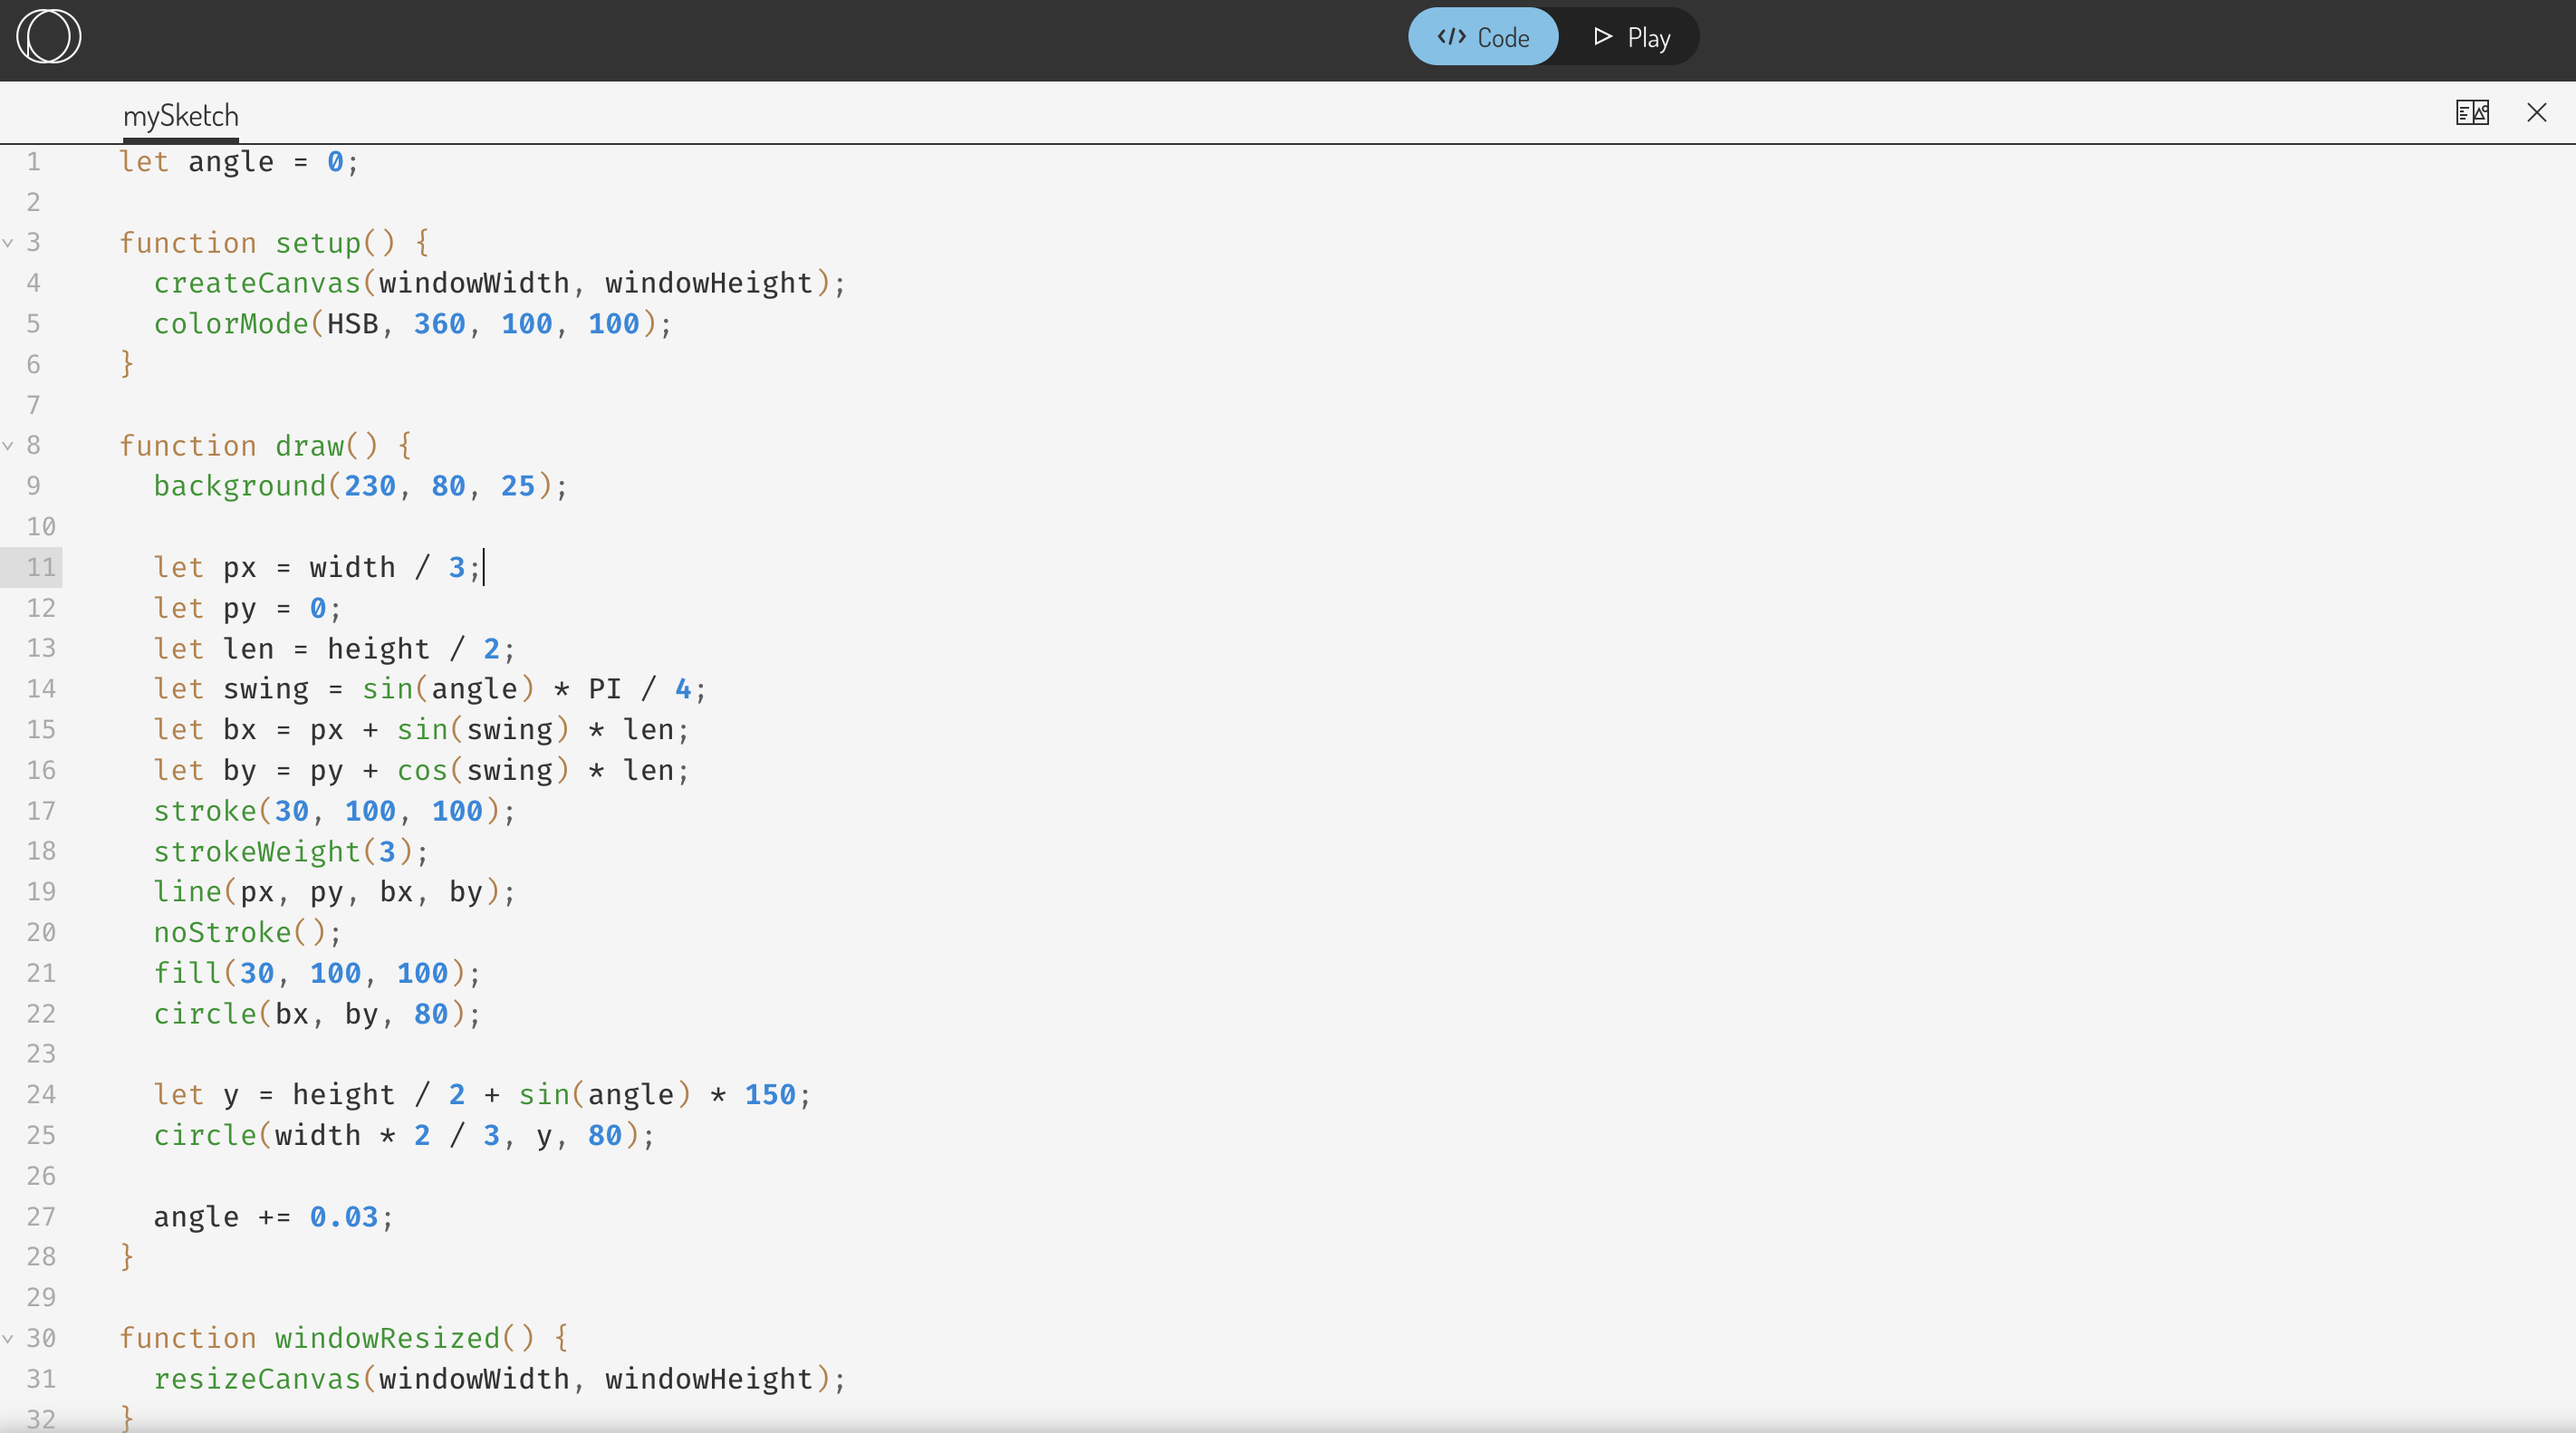 </> Code ▷ Play
mySketch
1 let angle = 0;
2
3 function setup() {
4   createCanvas(windowWidth, windowHeight);
5   colorMode(HSB, 360, 100, 100);
6 }
7
8 function draw() {
9   background(230, 80, 25);
10
11   let px = width / 3;
12   let py = 0;
13   let len = height / 2;
14   let swing = sin(angle) * PI / 4;
15   let bx = px + sin(swing) * len;
16   let by = py + cos(swing) * len;
17   stroke(30, 100, 100);
18   strokeWeight(3);
19   line(px, py, bx, by);
20   noStroke();
21   fill(30, 100, 100);
22   circle(bx, by, 80);
23
24   let y = height / 2 + sin(angle) * 150;
25   circle(width * 2 / 3, y, 80);
26
27   angle += 0.03;
28 }
29
30 function windowResized() {
31   resizeCanvas(windowWidth, windowHeight);
32 }